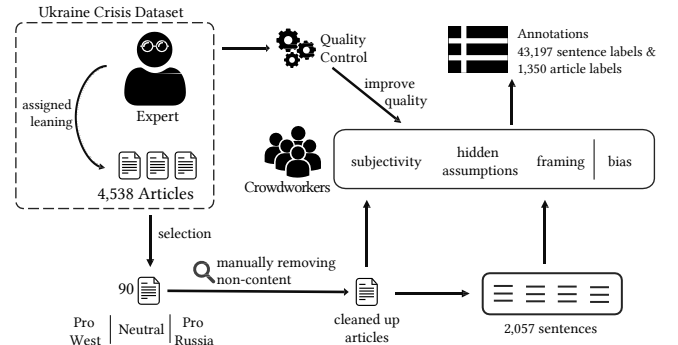 Ukraine Crisis Dataset
Expert
assigned
leaning
4,538 Articles
Quality
Control
improve
quality
Annotations
43,197 sentence labels &
1,350 article labels
Crowdworkers
subjectivity
hidden
assumptions
framing
bias
selection
90
Pro
West
Neutral
Pro
Russia
manually removing
non-content
cleaned up
articles
2,057 sentences